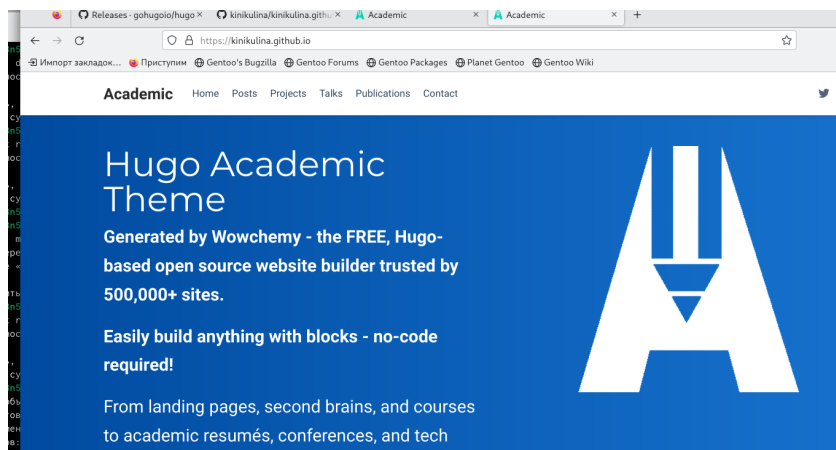 Releases · gohugoio/hugo
kinikulina/kinikulina.githu
Academic
Academic
https://kinikulina.github.io
Импорт закладок...
Приступим
Gentoo's Bugzilla
Gentoo Forums
Gentoo Packages
Planet Gentoo
Gentoo Wiki
Academic
Home
Posts
Projects
Talks
Publications
Contact
Hugo Academic
Theme
Generated by Wowchemy - the FREE, Hugo-
based open source website builder trusted by
500,000+ sites.
Easily build anything with blocks - no-code
required!
From landing pages, second brains, and courses
to academic resumés, conferences, and tech